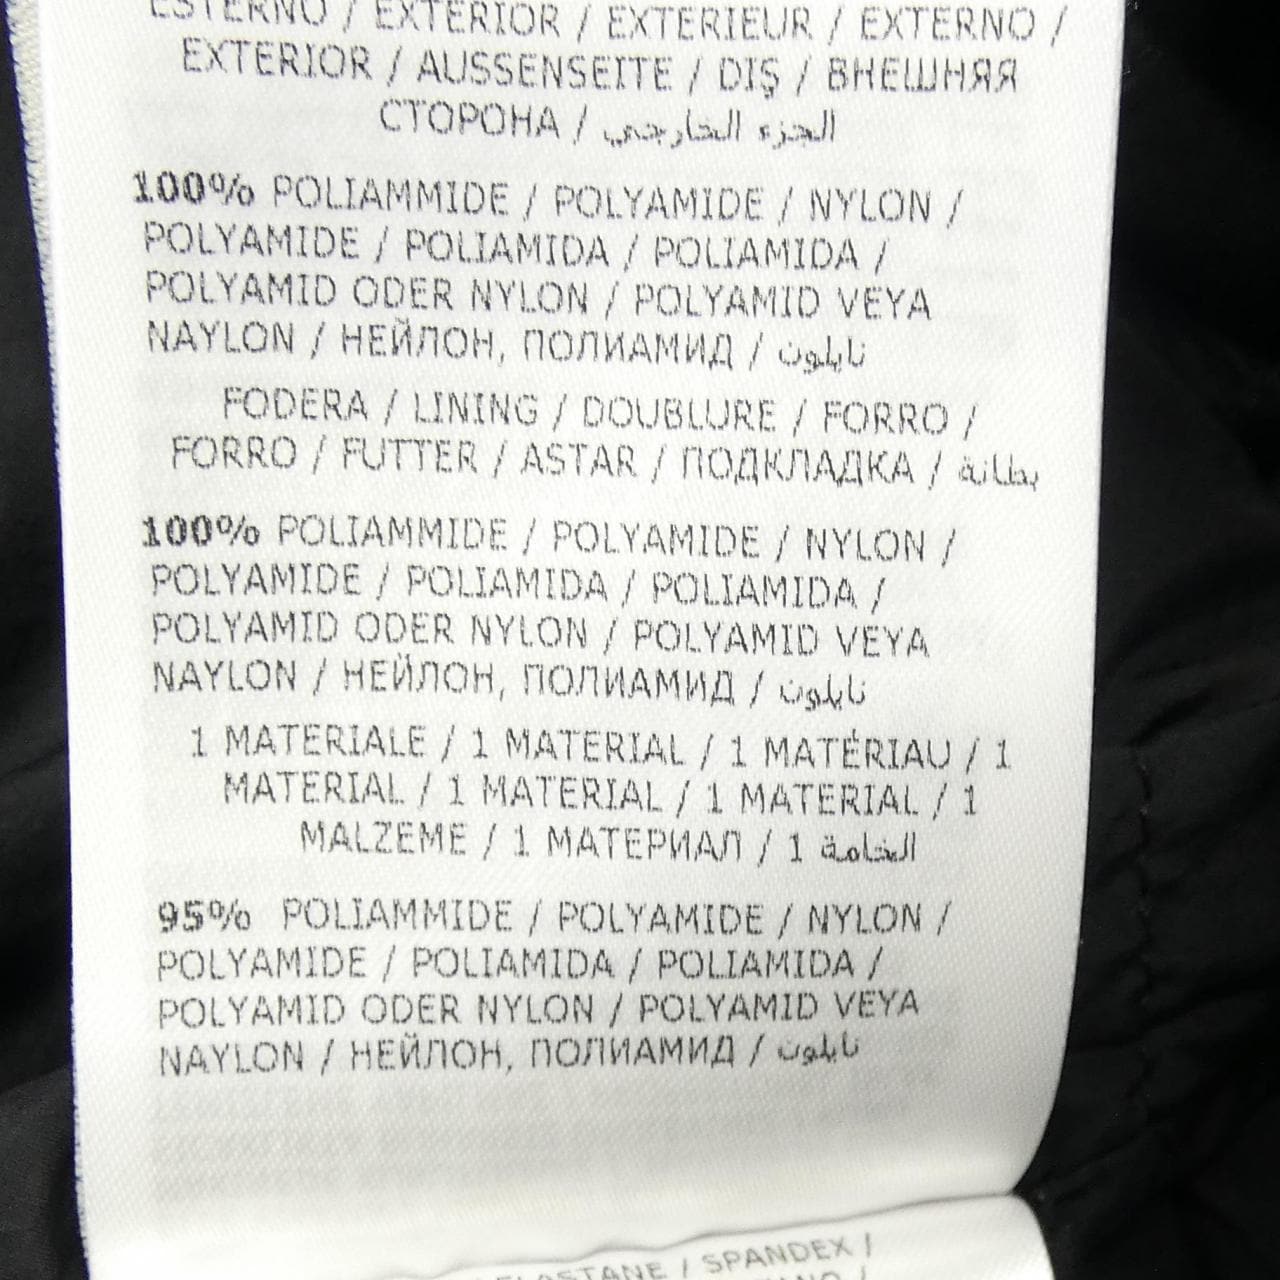 ESTERNO / EXTERIOR / EXTERIEUR / EXTERNO /
EXTERIOR / AUSSENSEITE / DIŞ / ВНЕШНЯЯ
СТОРОНА / الجزء الخارجي
100% POLIAMMIDE / POLYAMIDE / NYLON /
POLYAMIDE / POLIAMIDA / POLIAMIDA /
POLYAMID ODER NYLON / POLYAMID VEYA
NAYLON / НЕЙЛОН, ПОЛИАМИД / نايلون
FODERA / LINING / DOUBLURE / FORRO /
FORRO / FUTTER / ASTAR / ПОДКЛАДКА / بطانة
100% POLIAMMIDE / POLYAMIDE / NYLON /
POLYAMIDE / POLIAMIDA / POLIAMIDA /
POLYAMID ODER NYLON / POLYAMID VEYA
NAYLON / НЕЙЛОН, ПОЛИАМИД / نايلون
1 MATERIALE / 1 MATERIAL / 1 MATÉRIAU / 1
MATERIAL / 1 MATERIAL / 1 MATERIAL / 1
MALZEME / 1 МАТЕРИАЛ / 1 الخامة
95% POLIAMMIDE / POLYAMIDE / NYLON /
POLYAMIDE / POLIAMIDA / POLIAMIDA /
POLYAMID ODER NYLON / POLYAMID VEYA
NAYLON / НЕЙЛОН, ПОЛИАМИД / نايلون
ELASTANE / SPANDEX /